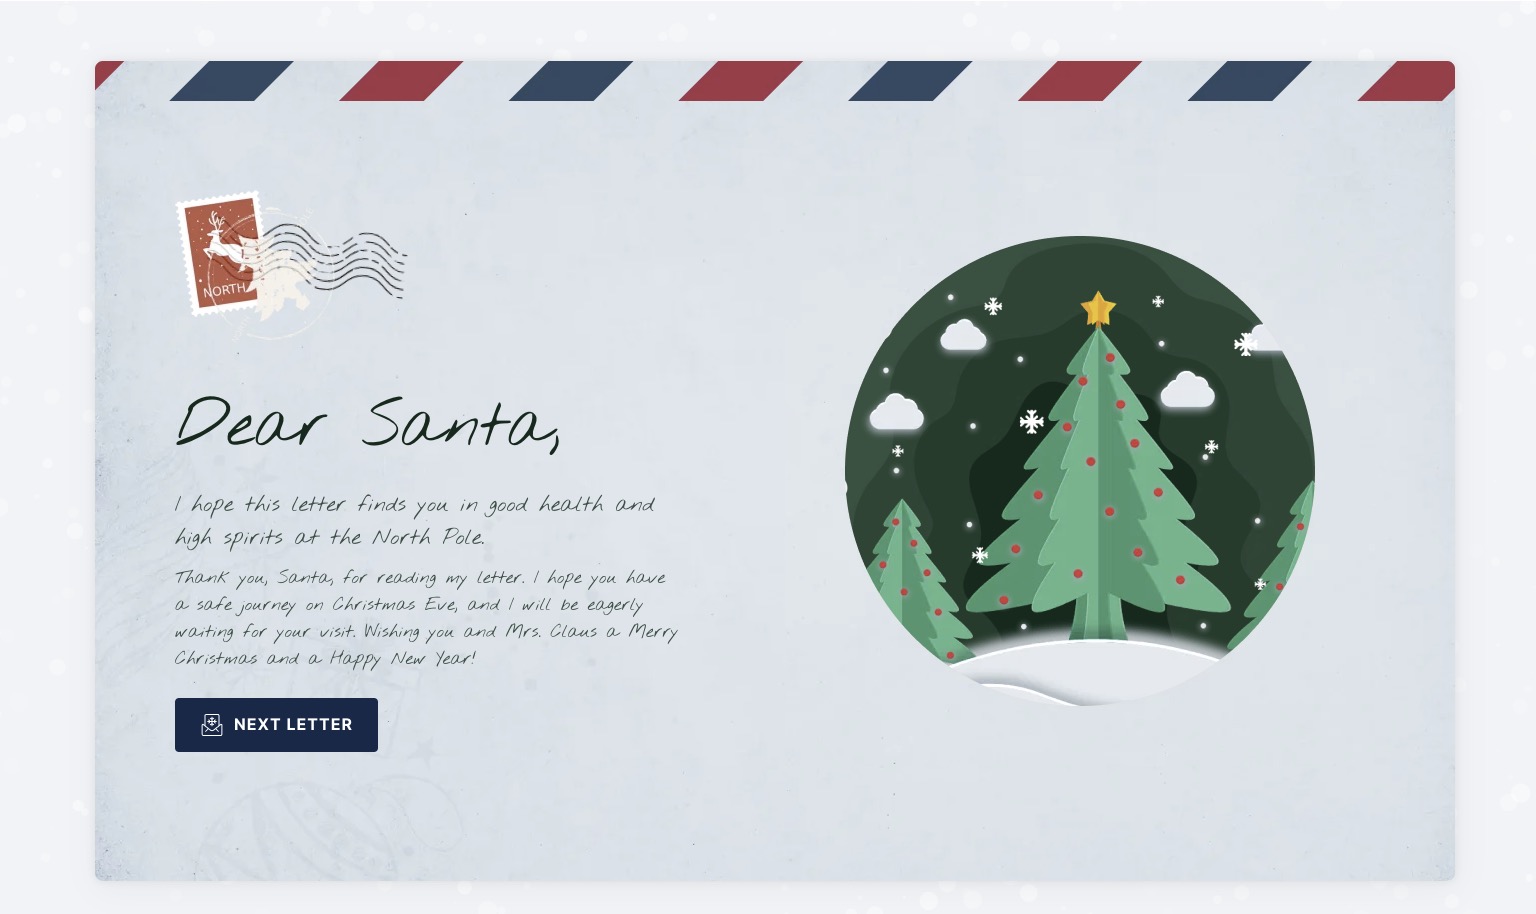 NORTH
Dear Santa,
I hope this letter finds you in good health and
high spirits at the North Pole.
Thank you, Santa, for reading my letter. I hope you have
a safe journey on Christmas Eve, and I will be eagerly
waiting for your visit. Wishing you and Mrs. Claus a Merry
Christmas and a Happy New Year!
NEXT LETTER